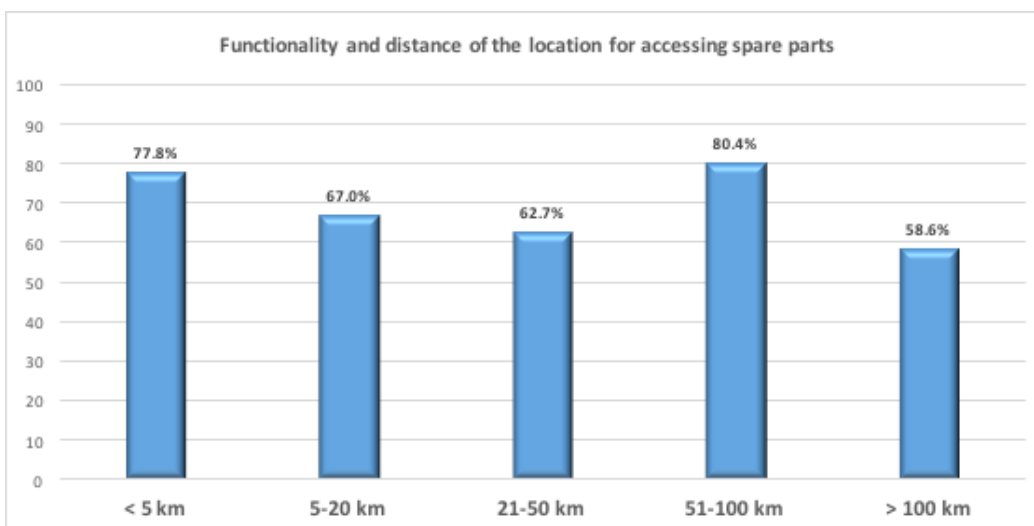 Functionality and distance of the location for accessing spare parts
100
90
80
70
60
50
40
30
20
10
0
77.8%
67.0%
62.7%
80.4%
58.6%
< 5 km
5-20 km
21-50 km
51-100 km
> 100 km